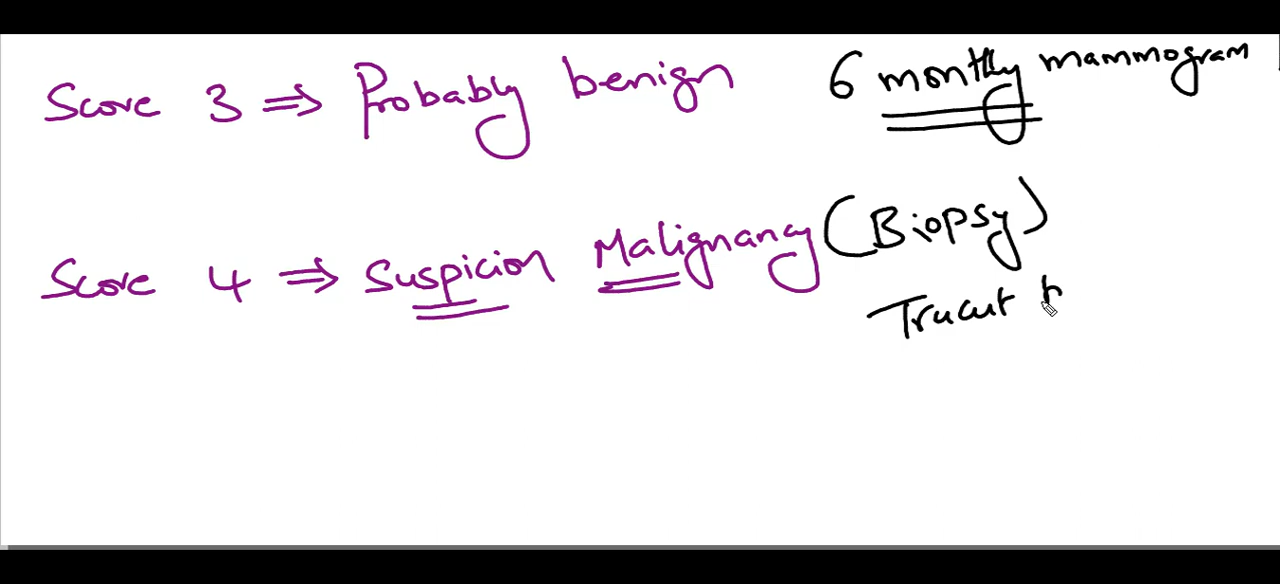 Score 3 ⇒ Probably benign 6 monthly mammogram
Score 4 ⇒ Suspicion Malignancy (Biopsy)
Trucut